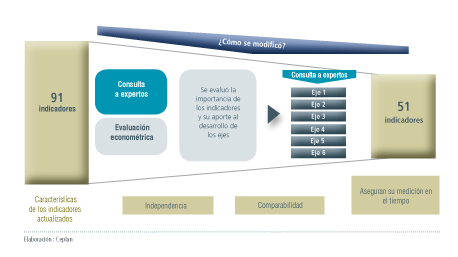 ¿Cómo se modificó?
91
indicadores
Consulta
a expertos
Evaluación
econométrica
Se evaluó la
importancia de
los indicadores
y su aporte al
desarrollo de
los ejes
Consulta a expertos
Eje 1
Eje 2
Eje 3
Eje 4
Eje 5
Eje 6
51
indicadores
Características
de los indicadores
actualizados
Independencia
Comparabilidad
Aseguran su medición en
el tiempo
Elaboración : Ceplan